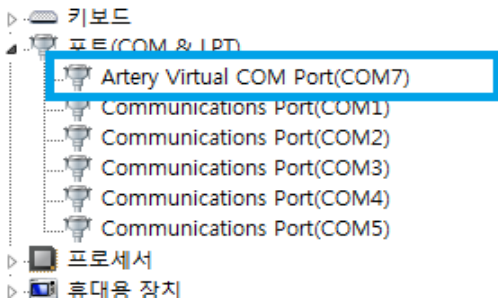 키보드
포트(COM & LPT)
Artery Virtual COM Port(COM7)
Communications Port(COM1)
Communications Port(COM2)
Communications Port(COM3)
Communications Port(COM4)
Communications Port(COM5)
프로세서
휴대용 장치